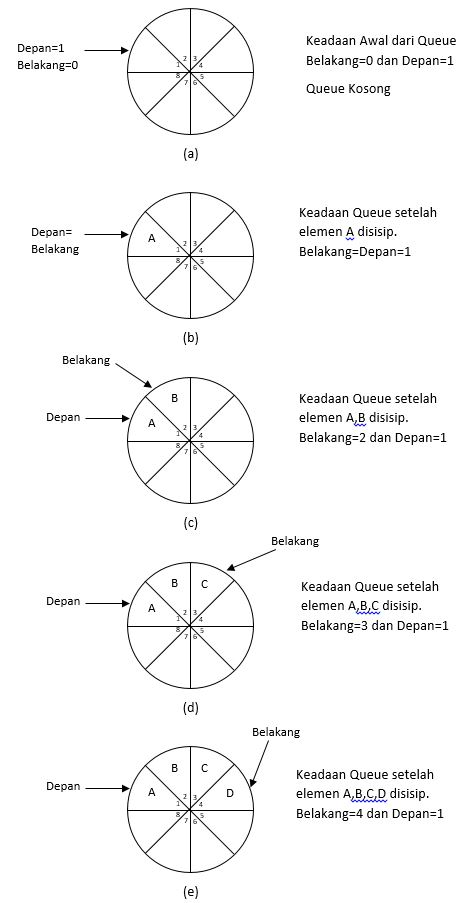 Depan=1
Belakang=0
2 3
1 4
8 5
7 6
Keadaan Awal dari Queue
Belakang=0 dan Depan=1
Queue Kosong
(a)
Depan=
Belakang
A
2 3
1 4
8 5
7 6
Keadaan Queue setelah
elemen A disisip.
Belakang=Depan=1
(b)
Belakang
Depan
B
A
2 3
1 4
8 5
7 6
Keadaan Queue setelah
elemen A,B disisip.
Belakang=2 dan Depan=1
(c)
Belakang
Depan
B C
A
2 3
1 4
8 5
7 6
Keadaan Queue setelah
elemen A,B,C disisip.
Belakang=3 dan Depan=1
(d)
Belakang
Depan
B C
A D
2 3
1 4
8 5
7 6
Keadaan Queue setelah
elemen A,B,C,D disisip.
Belakang=4 dan Depan=1
(e)